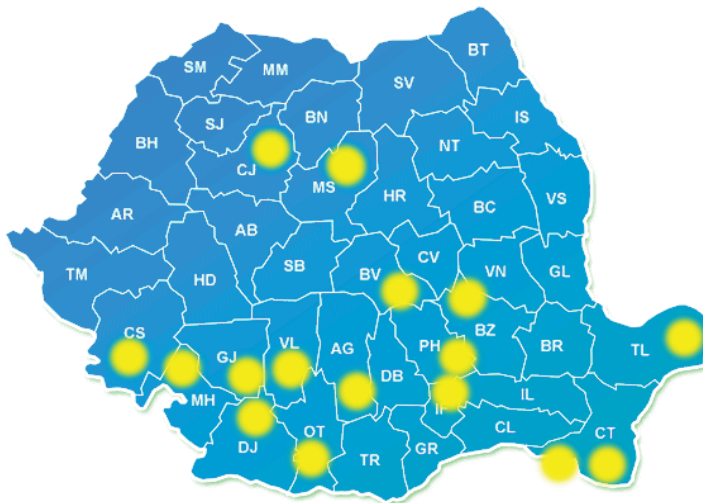 BT
SM
MM
SV
SJ
BN
IS
BH
NT
CJ
MS
HR
VS
AR
AB
BC
TM
HD
SB
BV
CV
VN
GL
CS
GJ
VL
AG
PH
BZ
BR
TL
DB
MH
IF
IL
DJ
OT
TR
GR
CL
CT